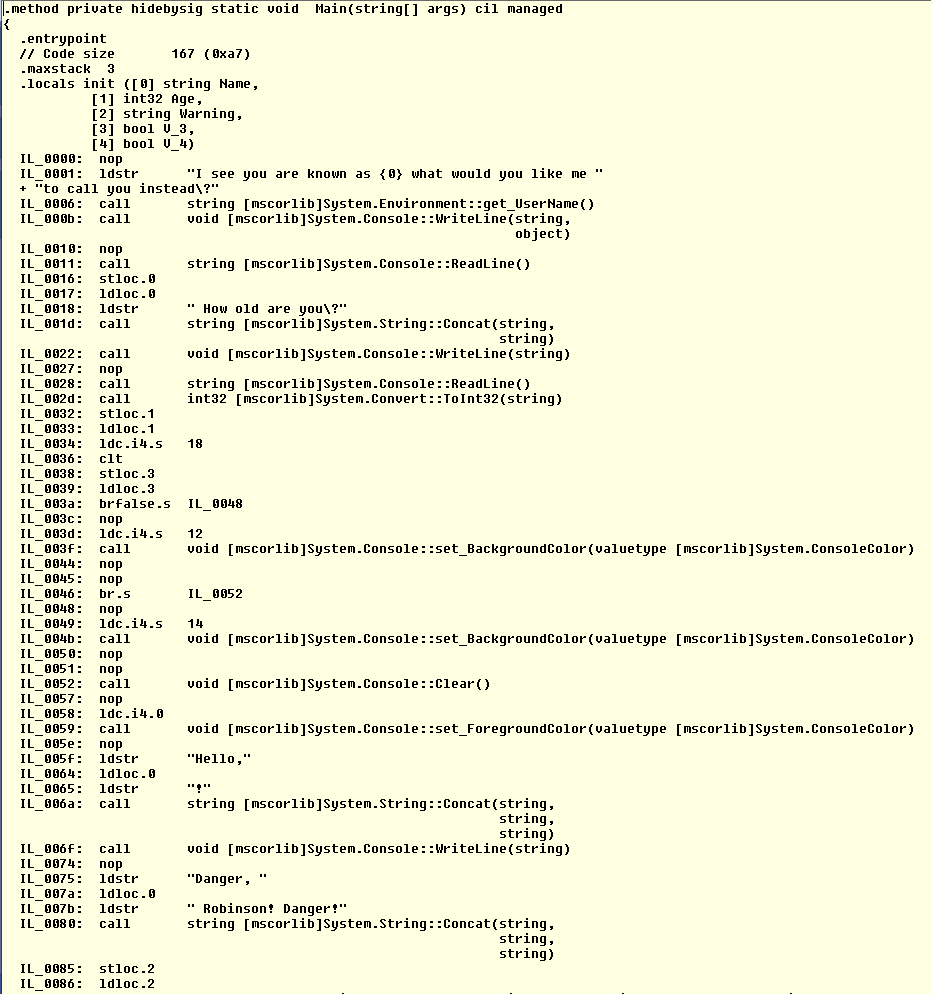 .method private hidebysig static void  Main(string[] args) cil managed
{
  .entrypoint
  // Code size       167 (0xa7)
  .maxstack  3
  .locals init ([0] string Name,
           [1] int32 Age,
           [2] string Warning,
           [3] bool V_3,
           [4] bool V_4)
  IL_0000:  nop
  IL_0001:  ldstr      "I see you are known as {0} what would you like me "
  + "to call you instead\?"
  IL_0006:  call       string [mscorlib]System.Environment::get_UserName()
  IL_000b:  call       void [mscorlib]System.Console::WriteLine(string,
                                                                object)
  IL_0010:  nop
  IL_0011:  call       string [mscorlib]System.Console::ReadLine()
  IL_0016:  stloc.0
  IL_0017:  ldloc.0
  IL_0018:  ldstr      " How old are you\?"
  IL_001d:  call       string [mscorlib]System.String::Concat(string,
                                                              string)
  IL_0022:  call       void [mscorlib]System.Console::WriteLine(string)
  IL_0027:  nop
  IL_0028:  call       string [mscorlib]System.Console::ReadLine()
  IL_002d:  call       int32 [mscorlib]System.Convert::ToInt32(string)
  IL_0032:  stloc.1
  IL_0033:  ldloc.1
  IL_0034:  ldc.i4.s   18
  IL_0036:  clt
  IL_0038:  stloc.3
  IL_0039:  ldloc.3
  IL_003a:  brfalse.s  IL_0048
  IL_003c:  nop
  IL_003d:  ldc.i4.s   12
  IL_003f:  call       void [mscorlib]System.Console::set_BackgroundColor(valuetype [mscorlib]System.ConsoleColor)
  IL_0044:  nop
  IL_0045:  nop
  IL_0046:  br.s       IL_0052
  IL_0048:  nop
  IL_0049:  ldc.i4.s   14
  IL_004b:  call       void [mscorlib]System.Console::set_BackgroundColor(valuetype [mscorlib]System.ConsoleColor)
  IL_0050:  nop
  IL_0051:  nop
  IL_0052:  call       void [mscorlib]System.Console::Clear()
  IL_0057:  nop
  IL_0058:  ldc.i4.0
  IL_0059:  call       void [mscorlib]System.Console::set_ForegroundColor(valuetype [mscorlib]System.ConsoleColor)
  IL_005e:  nop
  IL_005f:  ldstr      "Hello,"
  IL_0064:  ldloc.0
  IL_0065:  ldstr      "!"
  IL_006a:  call       string [mscorlib]System.String::Concat(string,
                                                              string,
                                                              string)
  IL_006f:  call       void [mscorlib]System.Console::WriteLine(string)
  IL_0074:  nop
  IL_0075:  ldstr      "Danger, "
  IL_007a:  ldloc.0
  IL_007b:  ldstr      " Robinson! Danger!"
  IL_0080:  call       string [mscorlib]System.String::Concat(string,
                                                              string,
                                                              string)
  IL_0085:  stloc.2
  IL_0086:  ldloc.2